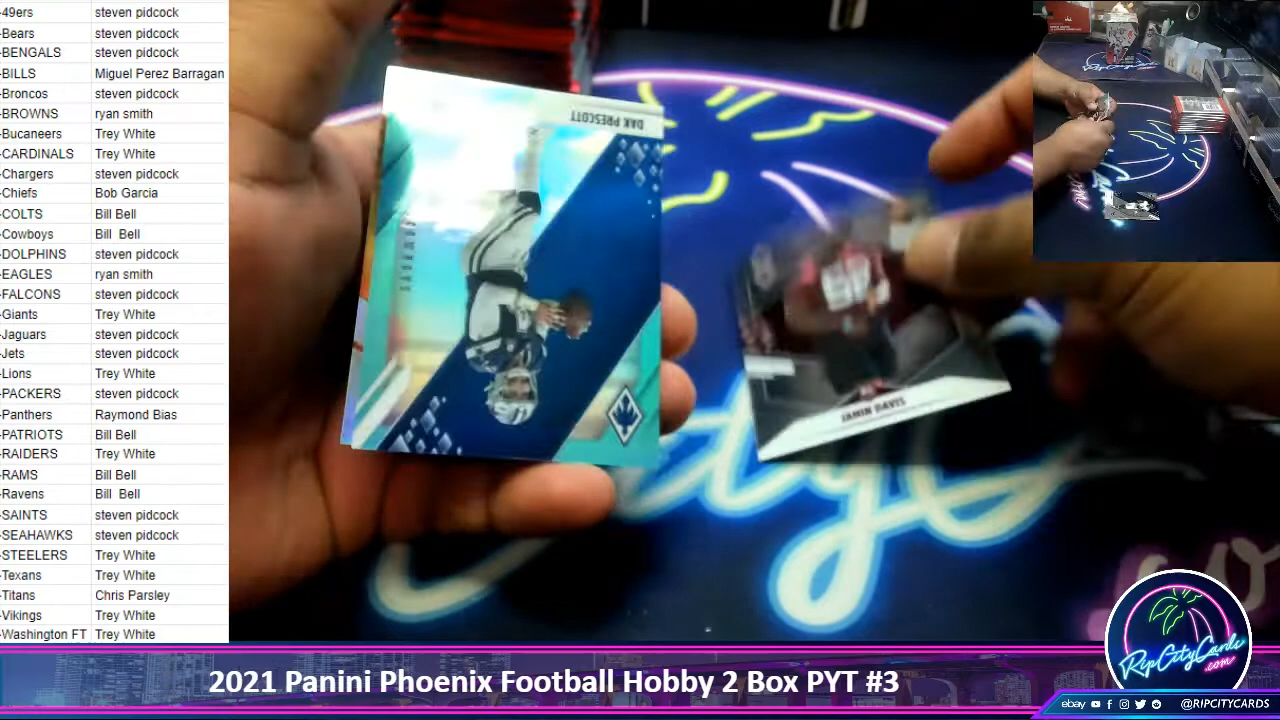 -49ers steven pidcock
-Bears steven pidcock
-BENGALS steven pidcock
-BILLS Miguel Perez Barragan
-Broncos steven pidcock
-BROWNS ryan smith
-Bucaneers Trey White
-CARDINALS Trey White
-Chargers steven pidcock
-Chiefs Bob Garcia
-COLTS Bill Bell
-Cowboys Bill Bell
-DOLPHINS steven pidcock
-EAGLES ryan smith
-FALCONS steven pidcock
-Giants Trey White
-Jaguars steven pidcock
-Jets steven pidcock
-Lions Trey White
-PACKERS steven pidcock
-Panthers Raymond Bias
-PATRIOTS Bill Bell
-RAIDERS Trey White
-RAMS Bill Bell
-Ravens Bill Bell
-SAINTS steven pidcock
-SEAHAWKS steven pidcock
-STEELERS Trey White
-Texans Trey White
-Titans Chris Parsley
-Vikings Trey White
-Washington FT Trey White
DAK PRESCOTT
JAMIN DAVIS
RipCityCards
.com
2021 Panini Phoenix Football Hobby 2 Box PYT #3
ebay
@RIPCITYCARDS